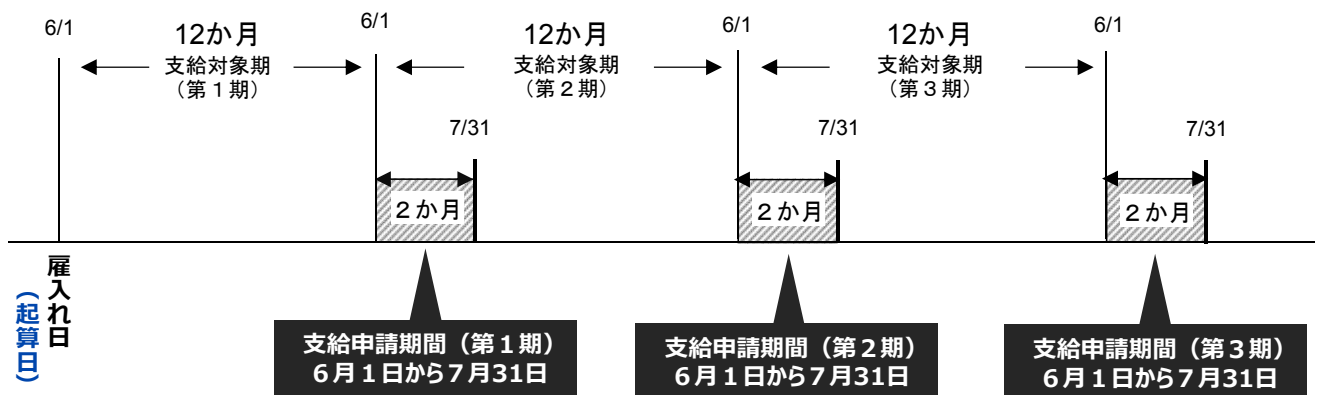 6/1
12か月
支給対象期
（第１期）
6/1
12か月
支給対象期
（第２期）
6/1
12か月
支給対象期
（第３期）
6/1
7/31
7/31
7/31
２か月
２か月
２か月
雇入れ日
（起算日）
支給申請期間（第１期）
６月１日から７月31日
支給申請期間（第２期）
６月１日から７月31日
支給申請期間（第３期）
６月１日から７月31日